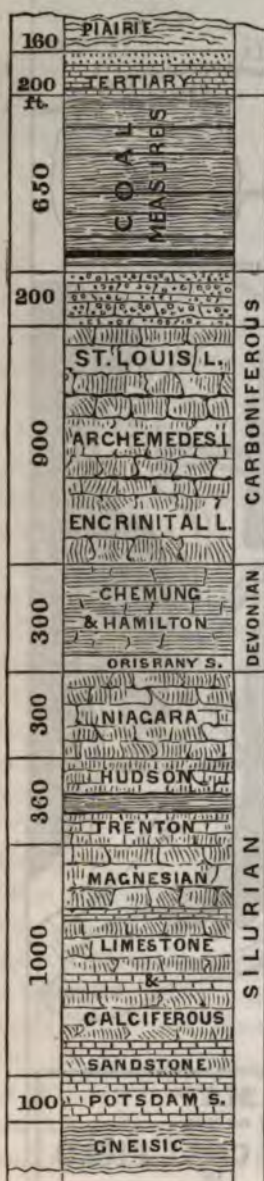 160
PIAIRIE
200
ft.
TERTIARY
650
COAL
MEASURES
200
900
ST. LOUIS L.
ARCHEMEDES L
ENCRINITAL L.
CARBONIFEROUS
300
CHEMUNG
& HAMILTON
ORISRANY S.
DEVONIAN
300
NIAGARA
360
HUDSON
TRENTON
1000
MAGNESIAN
LIMESTONE
&
CALCIFEROUS
SANDSTONE
SILURIAN
100
POTSDAM S.
GNEISIC